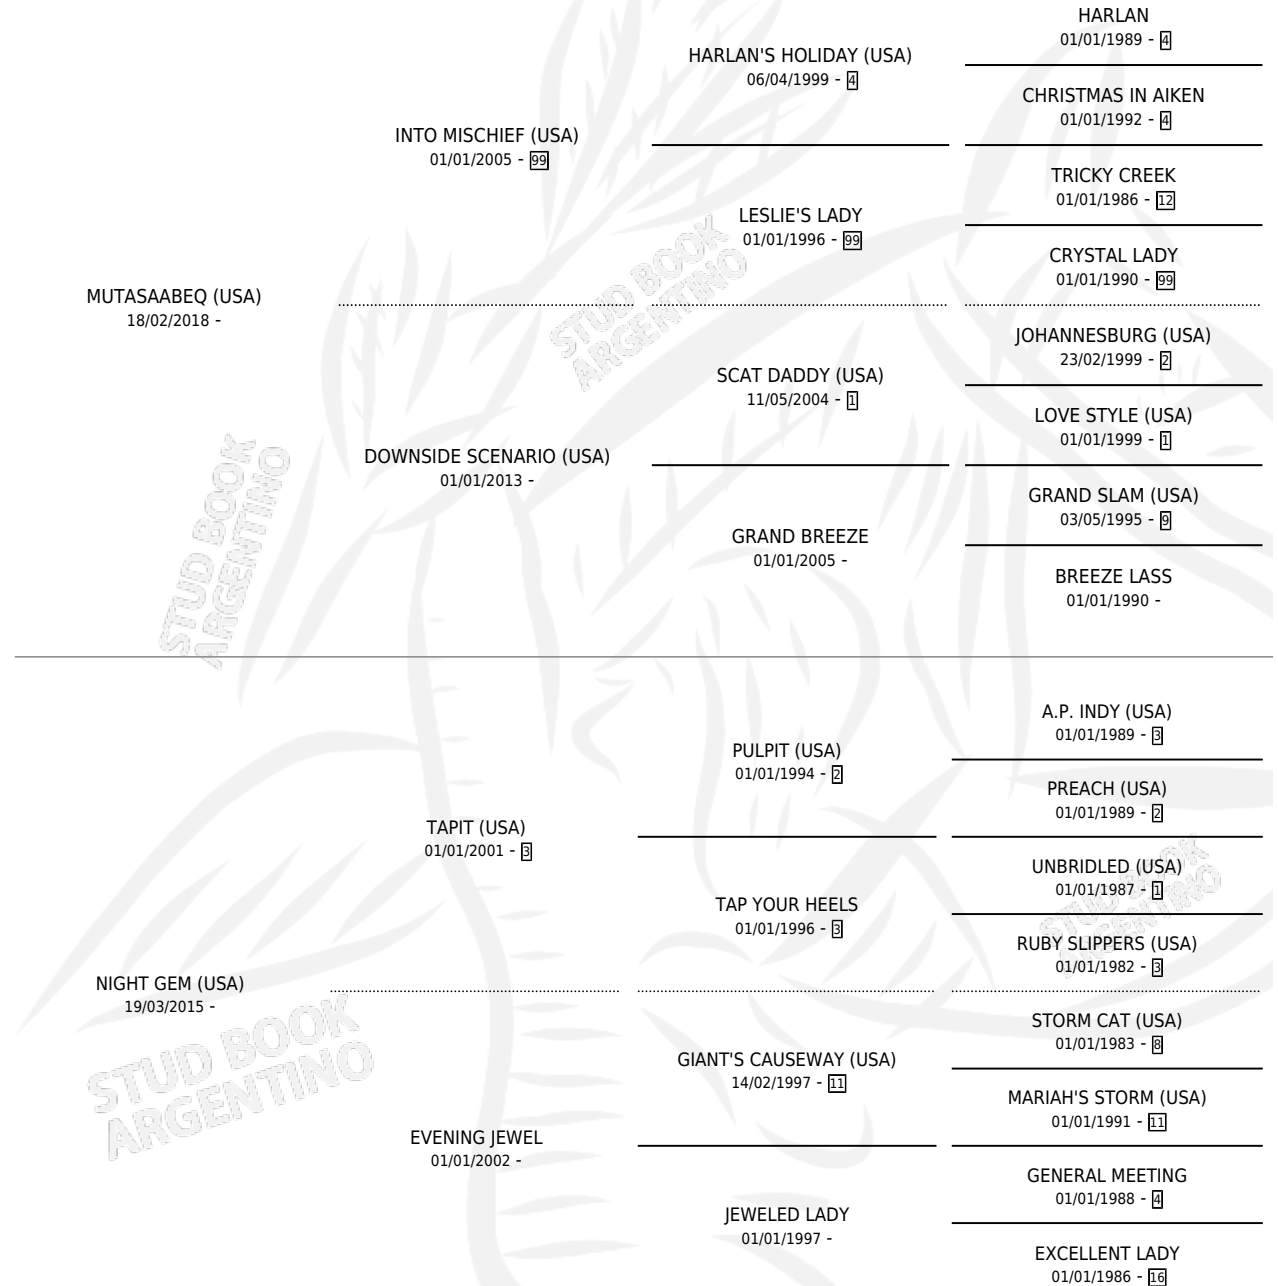 HARLAN
01/01/1989 - 4
HARLAN'S HOLIDAY (USA)
06/04/1999 - 4
CHRISTMAS IN AIKEN
01/01/1992 - 4
INTO MISCHIEF (USA)
01/01/2005 - 99
TRICKY CREEK
01/01/1986 - 12
LESLIE'S LADY
01/01/1996 - 99
CRYSTAL LADY
01/01/1990 - 99
MUTASAABEQ (USA)
18/02/2018 -
JOHANNESBURG (USA)
23/02/1999 - 2
SCAT DADDY (USA)
11/05/2004 - 1
LOVE STYLE (USA)
01/01/1999 - 1
DOWNSIDE SCENARIO (USA)
01/01/2013 -
GRAND SLAM (USA)
03/05/1995 - 9
GRAND BREEZE
01/01/2005 -
BREEZE LASS
01/01/1990 -
A.P. INDY (USA)
01/01/1989 - 3
PULPIT (USA)
01/01/1994 - 2
PREACH (USA)
01/01/1989 - 2
TAPIT (USA)
01/01/2001 - 3
UNBRIDLED (USA)
01/01/1987 - 1
TAP YOUR HEELS
01/01/1996 - 3
RUBY SLIPPERS (USA)
01/01/1982 - 3
NIGHT GEM (USA)
19/03/2015 -
STORM CAT (USA)
01/01/1983 - 8
GIANT'S CAUSEWAY (USA)
14/02/1997 - 11
MARIAH'S STORM (USA)
01/01/1991 - 11
EVENING JEWEL
01/01/2002 -
GENERAL MEETING
01/01/1988 - 4
JEWELED LADY
01/01/1997 -
EXCELLENT LADY
01/01/1986 - 16
STUD BOOK
ARGENTINO
STUD BOOK
ARGENTINO
STUD BOOK
ARGENTINO
STUD BOOK
ARGENTINO